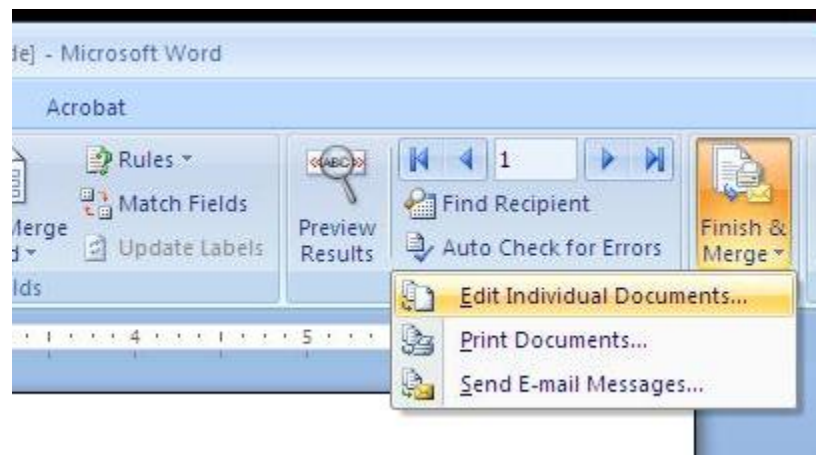 de] - Microsoft Word
Acrobat
Rules
Match Fields
Merge
Update Labels
«ABC»
Preview
Results
1
Find Recipient
Auto Check for Errors
Finish &
Merge
lds
Edit Individual Documents...
Print Documents...
Send E-mail Messages...
4
5